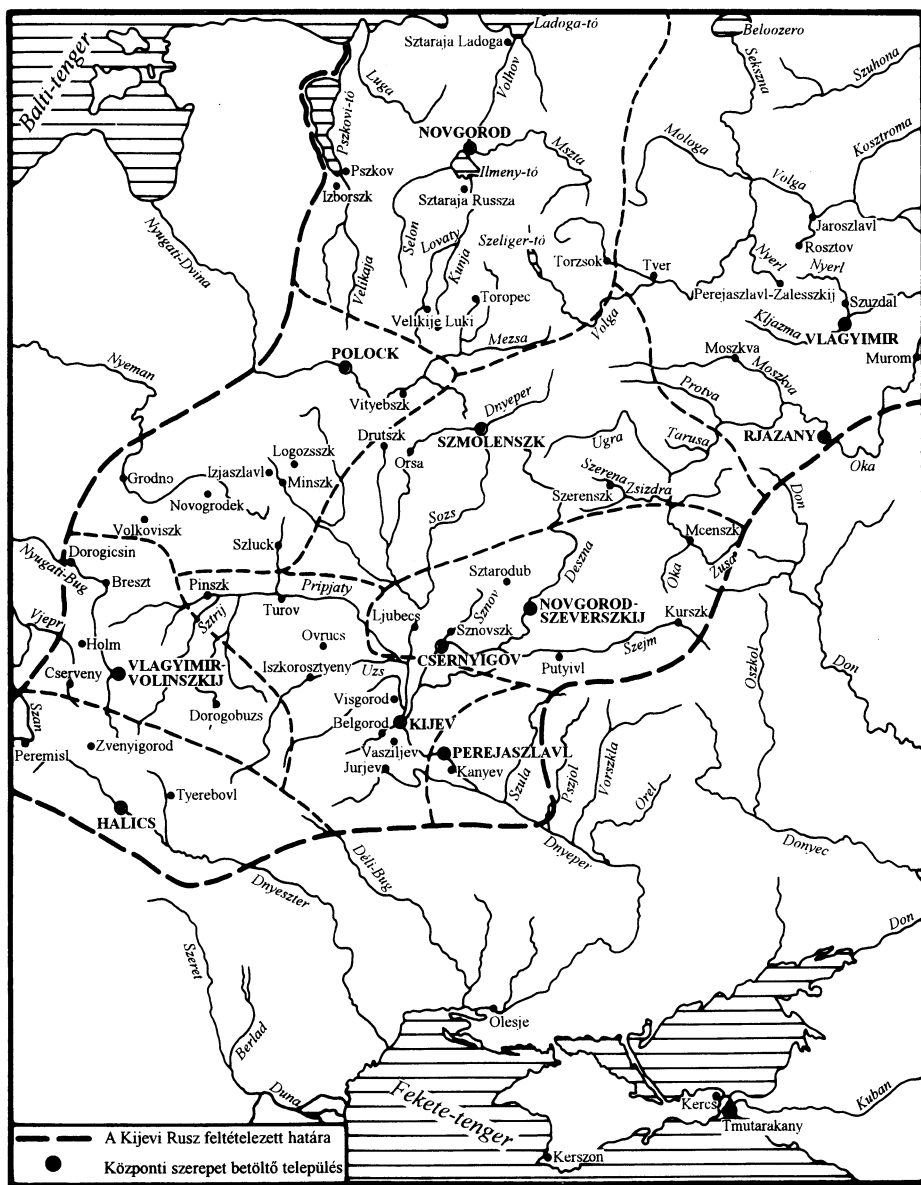 Ladoga-tó
Sztaraja Ladoga
Beloozero
Balti-tenger
Luga
Volhov
Sekszna
Szuhona
Pszkovi-tó
NOVGOROD
Mszta
Mologa
Kosztroma
Pszkov
Izborszk
Ilmeny-tó
Sztaraja Russza
Volga
Jaroszlavl
Rosztov
Nyugati-Dvina
Selon
Lovaty
Kunja
Szeliger-tó
Torzsok
Tver
Nyerl
Nyerl
Velikaja
Toropec
Velikije Luki
Volga
Perejaszlavl-Zalesszkij
Szuzdal
Kljazma
VLAGYIMIR
Mezsa
Moszkva
Murom
POLOCK
Nyeman
Vityebszk
Moszkva
Protva
Dnyeper
SZMOLENSZK
Drutszk
Orsa
Ugra
Tarusa
RJAZANY
Oka
Logozsszk
Izjaszlavl
Minszk
Grodno
Novogrodek
Szerena
Szerenszk
Zsizdra
Don
Volkoviszk
Szozs
Mcenszk
Szluck
Nyugati-Bug
Dorogicsin
Breszt
Pinszk
Pripjaty
Sztarodub
Deszna
Oka
Zusa
Turov
Sztrij
Ljubecs
Sznov
NOVGOROD-
SZEVERSZKIJ
Vjepr
Holm
Ovrucs
Sznovszk
Kurszk
Cserveny
VLAGYIMIR-
VOLINSZKIJ
Iszkorosztyeny
Uzs
CSERNYIGOV
Szejm
Putyivl
Oszkol
Don
Dorogobuzs
Visgorod
Szan
Zvenyigorod
Belgorod
KIJEV
Peremisl
Vasziljev
PEREJASZLAVL
Jurjev
Kanyev
Szula
Pszjol
Vorszkla
Orel
HALICS
Tyerebovl
Dnyeper
Donyec
Déli-Bug
Dnyeszter
Don
Szeret
Berlad
Olesje
Duna
Fekete-tenger
Kercs
Tmutarakany
Kuban
Kerszon
A Kijevi Rusz feltételezett határa
Központi szerepet betöltő település